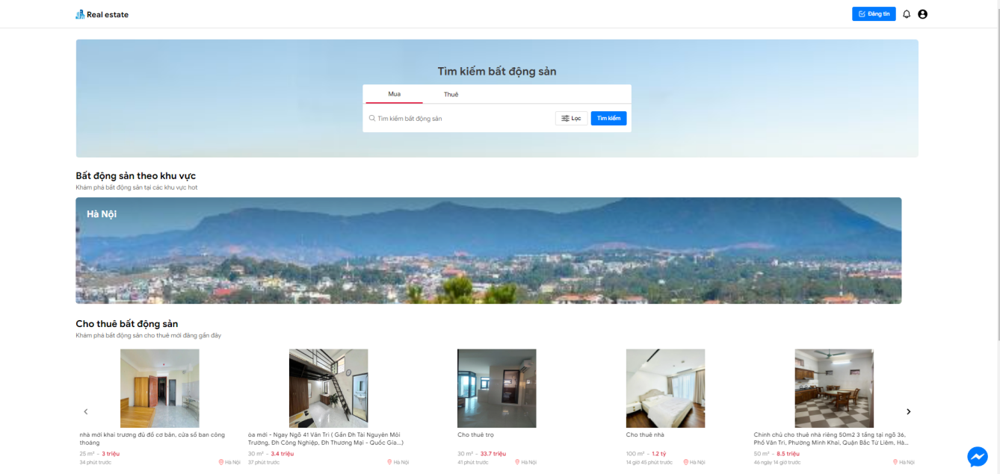 Real estate
Đăng tin
Tìm kiếm bất động sản
Mua
Thuê
Tìm kiếm bất động sản
Lọc
Tìm kiếm
Bất động sản theo khu vực
Khám phá bất động sản tại các khu vực hot
Hà Nội
Cho thuê bất động sản
Khám phá bất động sản cho thuê mới đăng gần đây
nhà mới khai trương đủ đồ cơ bản, cửa sổ ban công
thoáng
25 m² - 3 triệu
34 phút trước
Hà Nội
òa mới - Ngay Ngõ 41 Văn Trì ( Gần Đh Tài Nguyên Môi
Trường, Đh Công Nghiệp, Đh Thương Mại - Quốc Gia...)
30 m² - 3.4 triệu
37 phút trước
Hà Nội
Cho thuê trọ
30 m² - 33.7 triệu
41 phút trước
Hà Nội
Cho thuê nhà
100 m² - 1.2 tỷ
14 giờ 45 phút trước
Hà Nội
Chính chủ cho thuê nhà riêng 50m2 3 tầng tại ngõ 36,
Phố Văn Trì, Phường Minh Khai, Quận Bắc Từ Liêm, Hà...
50 m² - 8.5 triệu
46 ngày 14 giờ trước
Hà Nội